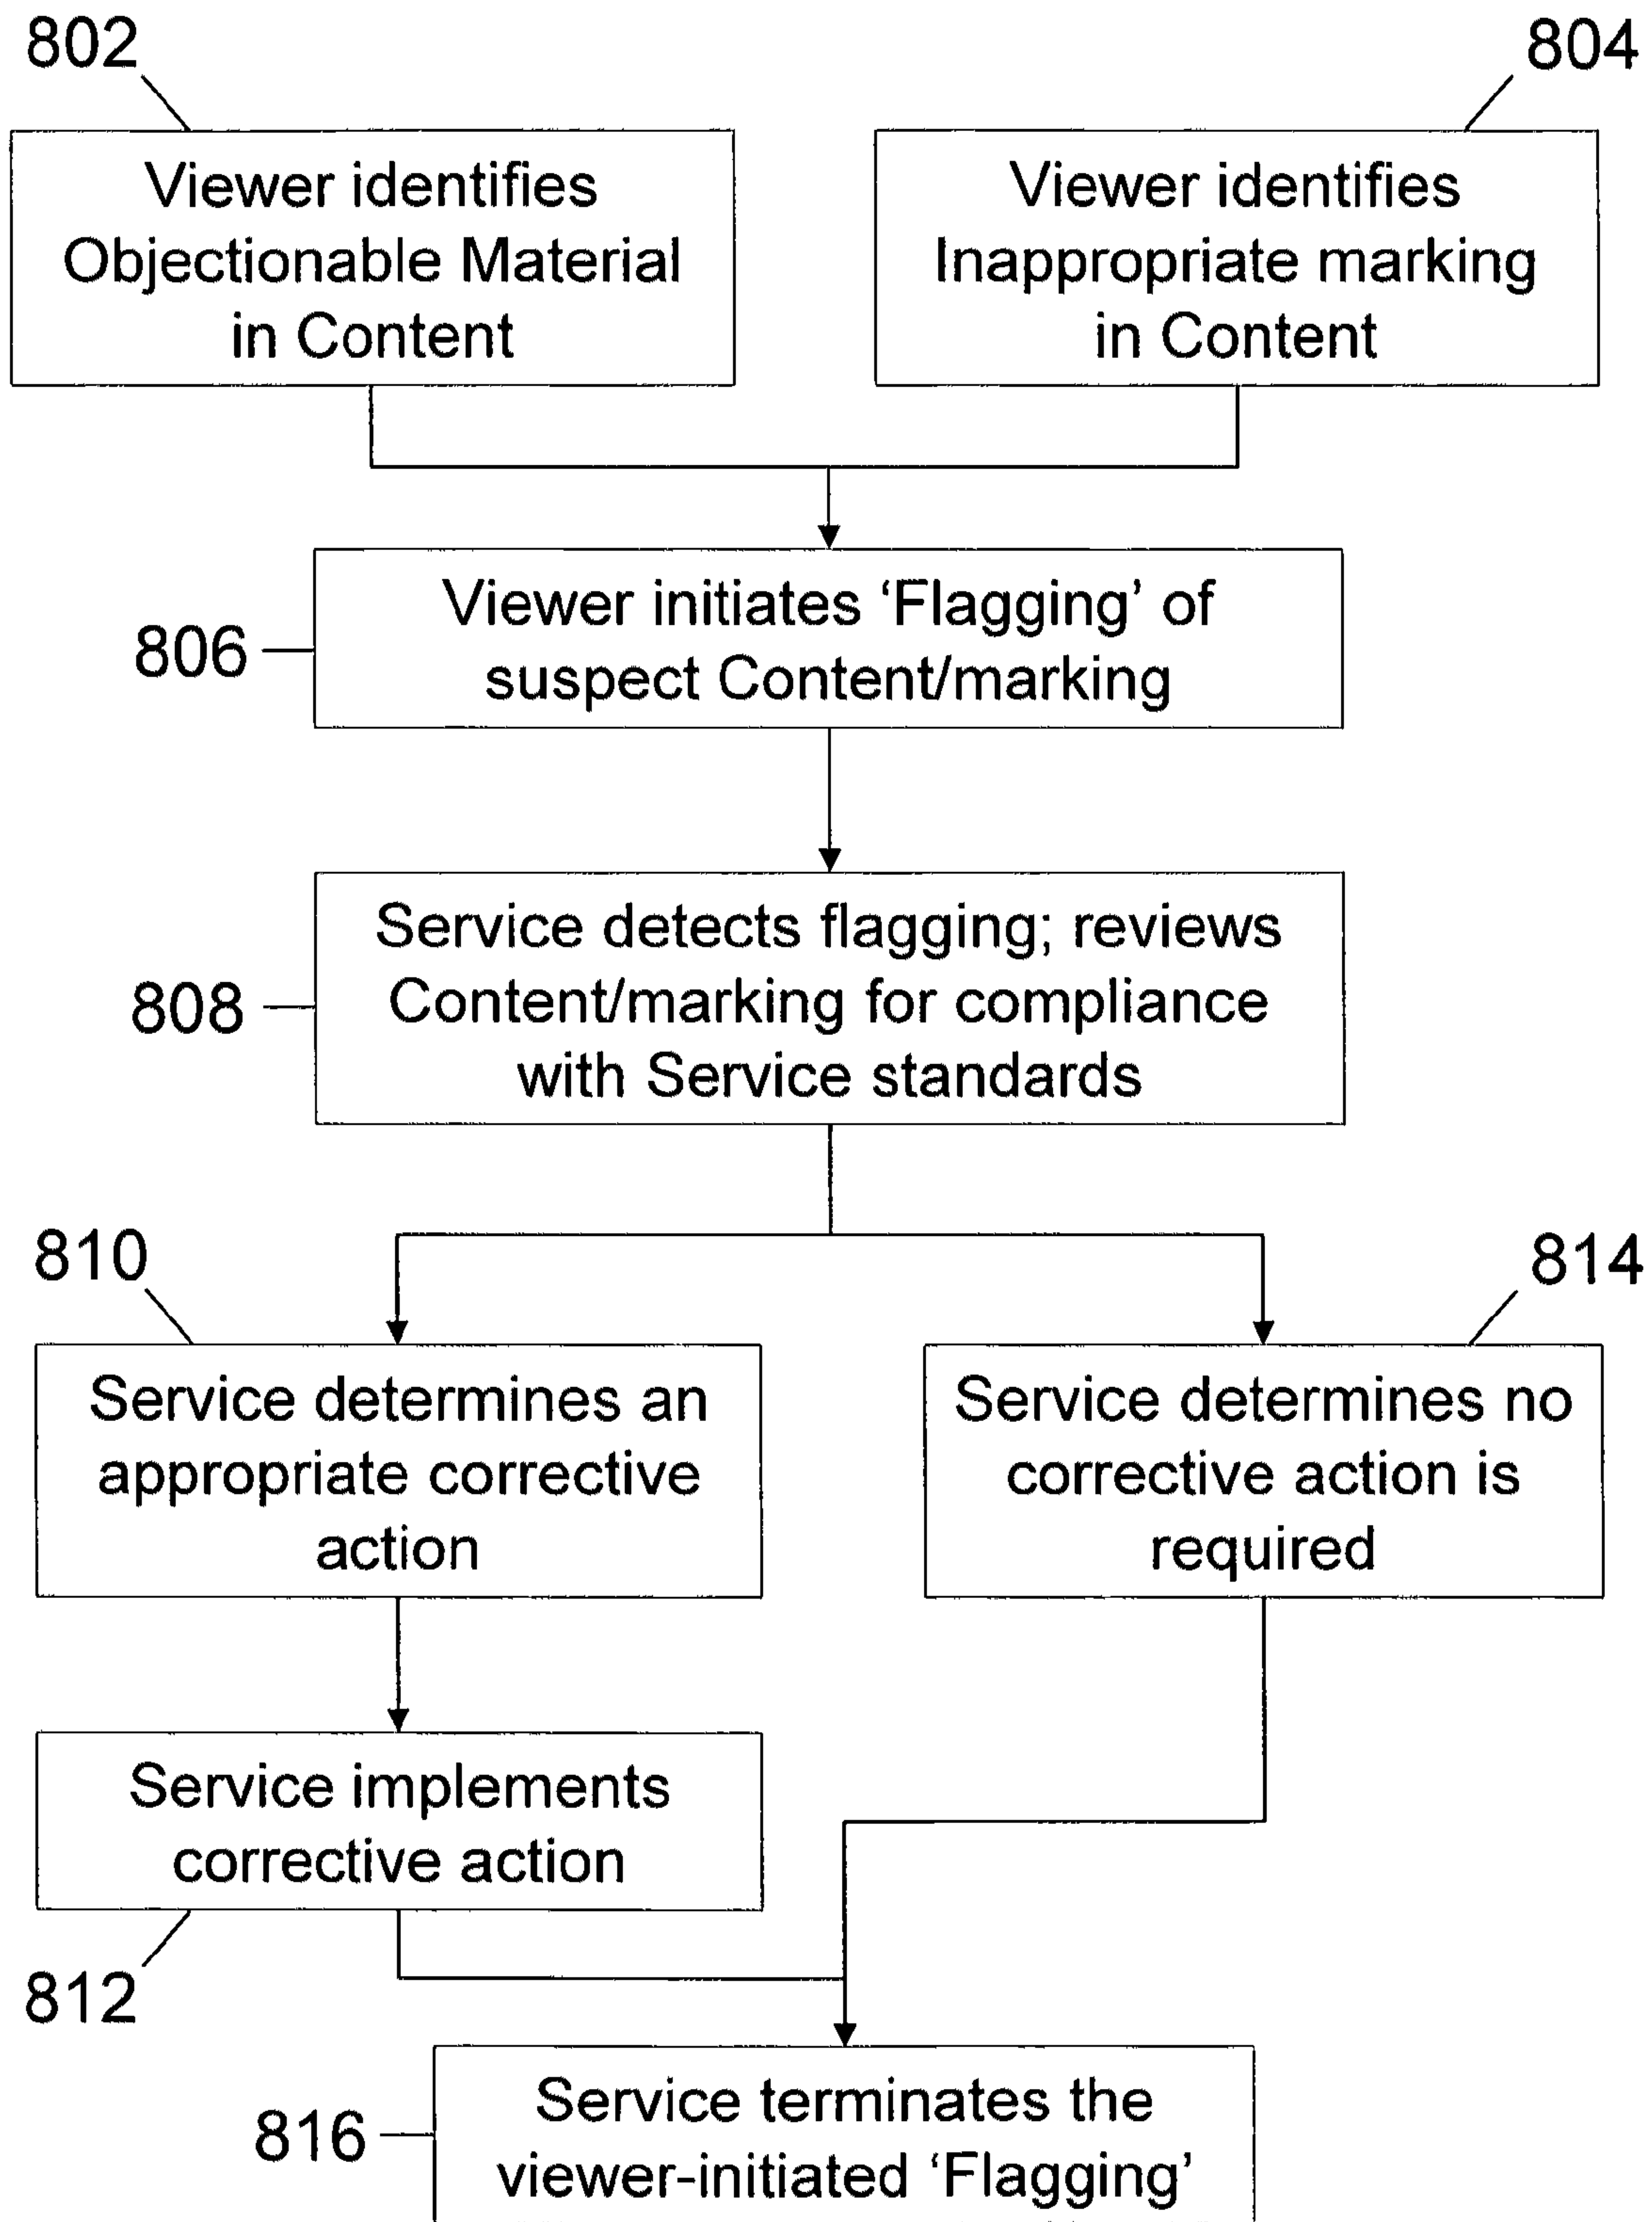 802
804
Viewer identifies
Objectionable Material
in Content
Viewer identifies
Inappropriate marking
in Content
806
Viewer initiates ‘Flagging’ of
suspect Content/marking
808
Service detects flagging; reviews
Content/marking for compliance
with Service standards
810
814
Service determines an
appropriate corrective
action
Service determines no
corrective action is
required
Service implements
corrective action
812
816
Service terminates the
viewer-initiated ‘Flagging’